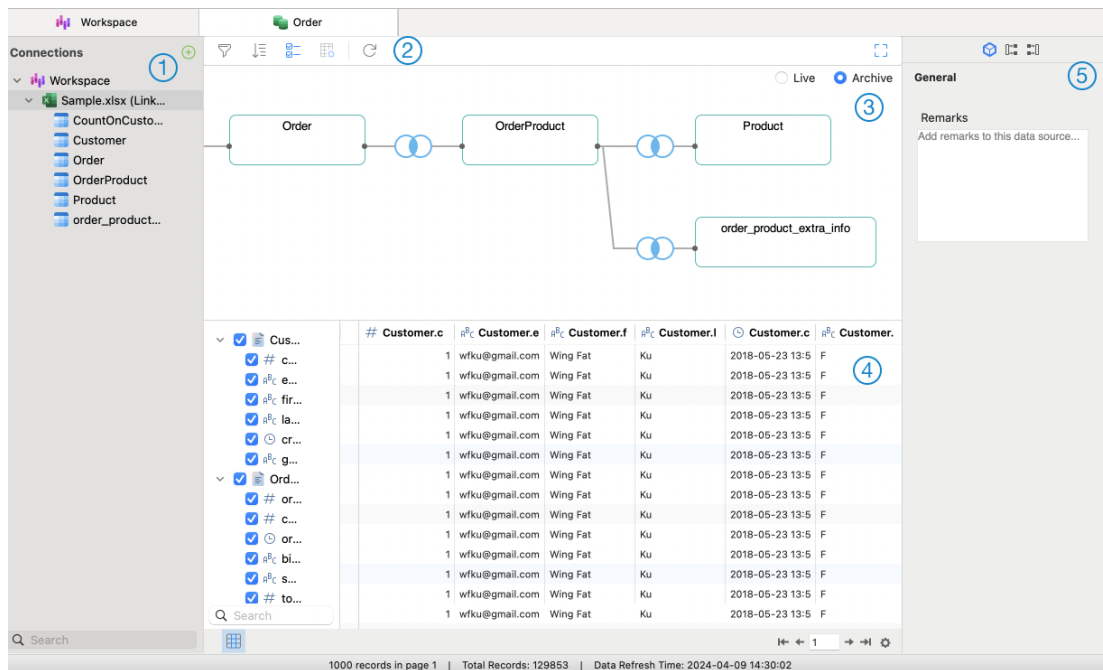 Workspace
Order
Connections
1
2
Live
Archive
3
General
5
Remarks
Add remarks to this data source...
Workspace
Sample.xlsx (Link...
CountOnCusto...
Customer
Order
OrderProduct
Product
order_product...
Search
Order
OrderProduct
Product
order_product_extra_info
Cus...
# c...
ABC e...
ABC fir...
ABC la...
cr...
ABC g...
Ord...
# or...
# c...
or...
ABC bi...
ABC s...
# to...
Search
# Customer.c ABC Customer.e ABC Customer.f ABC Customer.l Customer.c ABC Customer.
1 wfku@gmail.com Wing Fat Ku 2018-05-23 13:5 F
4
1 wfku@gmail.com Wing Fat Ku 2018-05-23 13:5 F
1 wfku@gmail.com Wing Fat Ku 2018-05-23 13:5 F
1 wfku@gmail.com Wing Fat Ku 2018-05-23 13:5 F
1 wfku@gmail.com Wing Fat Ku 2018-05-23 13:5 F
1 wfku@gmail.com Wing Fat Ku 2018-05-23 13:5 F
1 wfku@gmail.com Wing Fat Ku 2018-05-23 13:5 F
1 wfku@gmail.com Wing Fat Ku 2018-05-23 13:5 F
1 wfku@gmail.com Wing Fat Ku 2018-05-23 13:5 F
1 wfku@gmail.com Wing Fat Ku 2018-05-23 13:5 F
1 wfku@gmail.com Wing Fat Ku 2018-05-23 13:5 F
1 wfku@gmail.com Wing Fat Ku 2018-05-23 13:5 F
1 wfku@gmail.com Wing Fat Ku 2018-05-23 13:5 F
1 wfku@gmail.com Wing Fat Ku 2018-05-23 13:5 F
1
1000 records in page 1 | Total Records: 129853 | Data Refresh Time: 2024-04-09 14:30:02